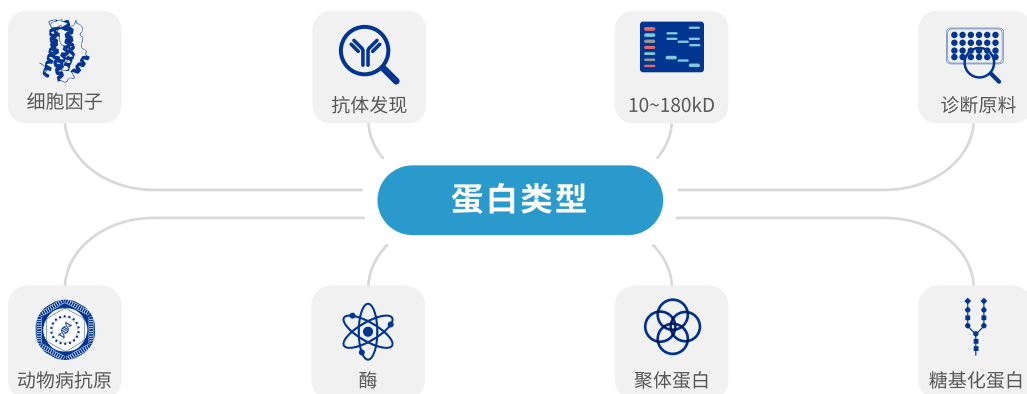 细胞因子
抗体发现
10~180kD
诊断原料
蛋白类型
动物病抗原
酶
聚体蛋白
糖基化蛋白